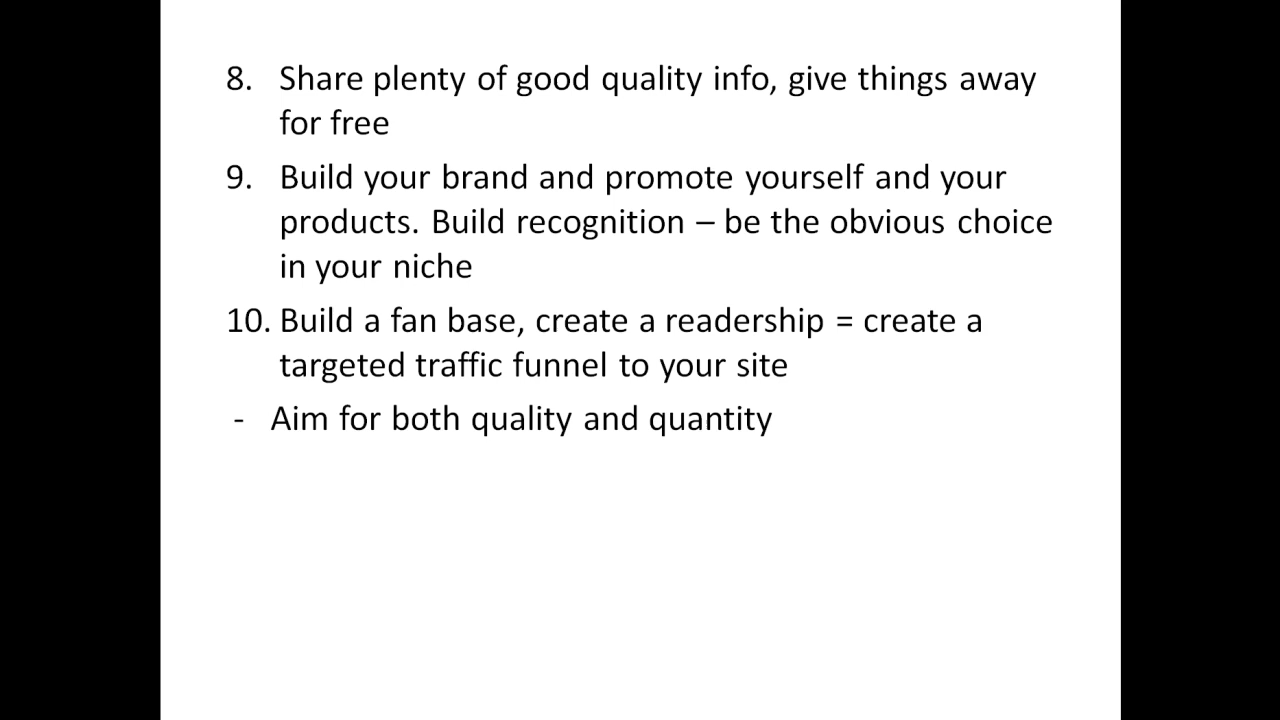 8. Share plenty of good quality info, give things away
for free
9. Build your brand and promote yourself and your
products. Build recognition – be the obvious choice
in your niche
10. Build a fan base, create a readership = create a
targeted traffic funnel to your site
- Aim for both quality and quantity